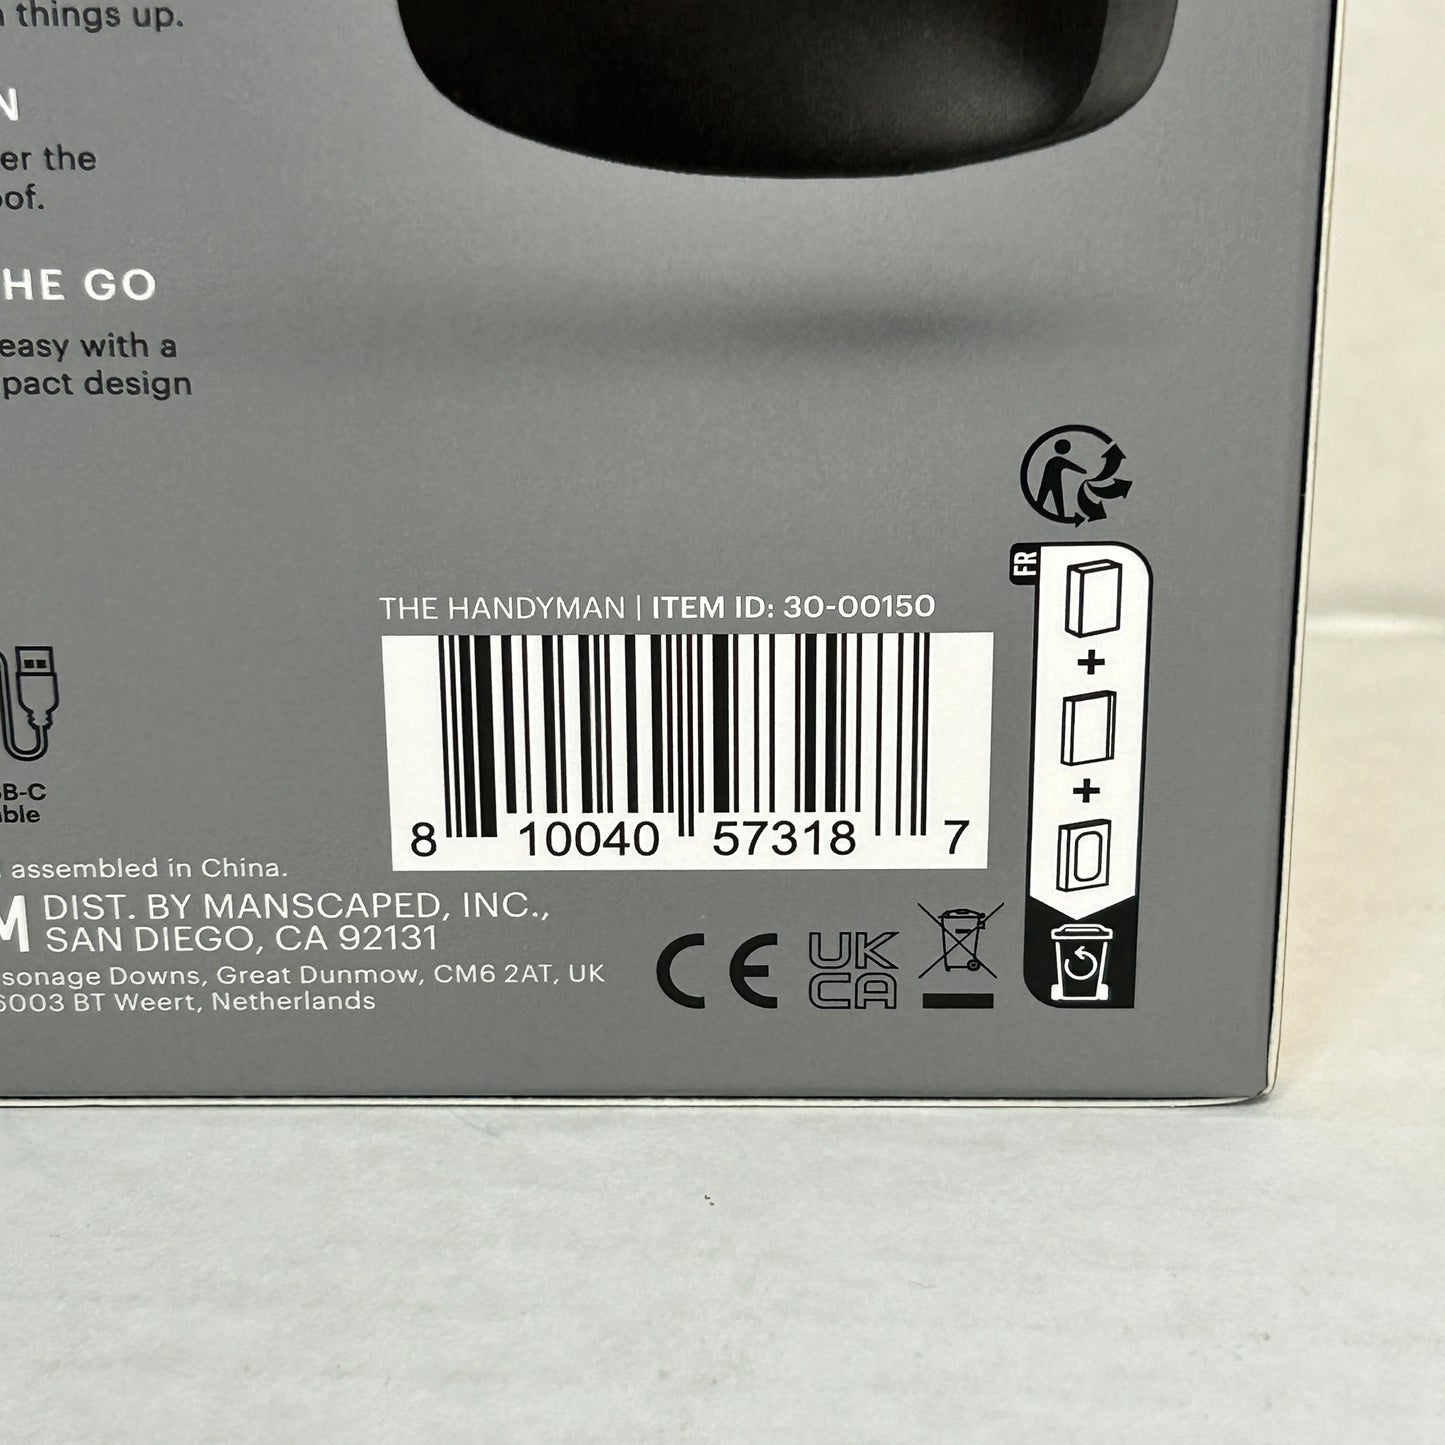 things up.
N
er the
of.
HE GO
easy with a
pact design
THE HANDYMAN | ITEM ID: 30-00150
FR
8 10040 57318 7
B-C
ble
assembled in China.
M DIST. BY MANSCAPED, INC.,
SAN DIEGO, CA 92131
sonage Downs, Great Dunmow, CM6 2AT, UK
6003 BT Weert, Netherlands
CE UK
CA